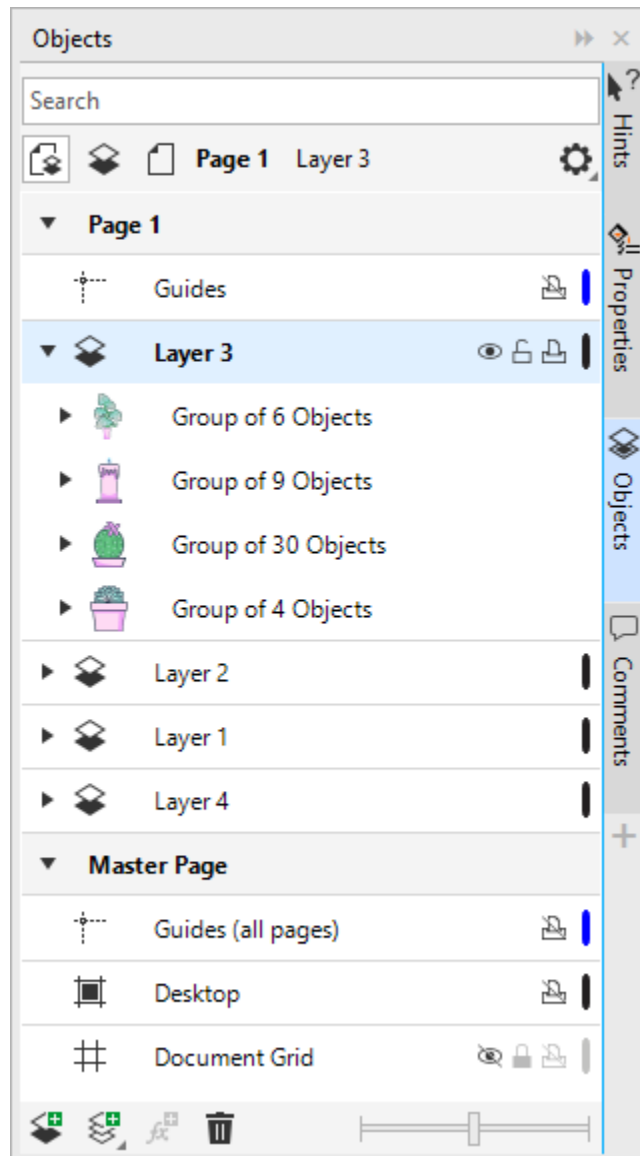 Objects
Search
Page 1 Layer 3
Page 1
Guides
Layer 3
Group of 6 Objects
Group of 9 Objects
Group of 30 Objects
Group of 4 Objects
Layer 2
Layer 1
Layer 4
Master Page
Guides (all pages)
Desktop
Document Grid
Hints
Properties
Objects
Comments